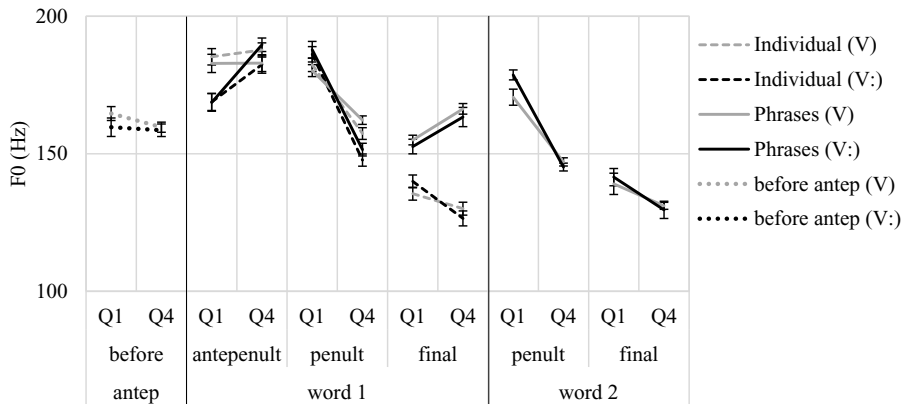 200
150
100
F0 (Hz)
Q1 Q4 Q1 Q4 Q1 Q4 Q1 Q4 Q1 Q4 Q1 Q4
before antepenult penult final penult final
antep word 1 word 2
Individual (V)
Individual (V:)
Phrases (V)
Phrases (V:)
before antep (V)
before antep (V:)